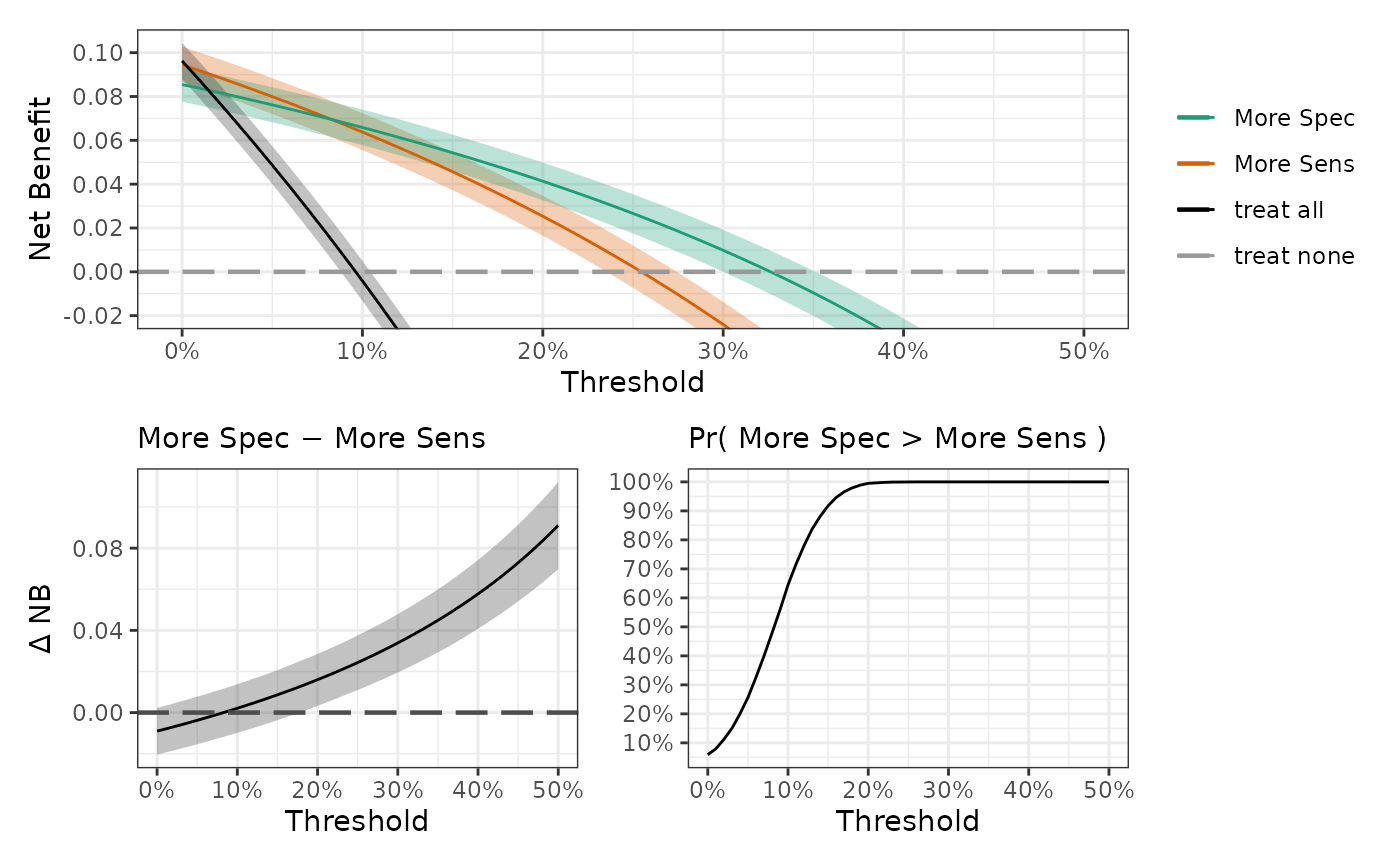 Net Benefit
0.10
0.08
0.06
0.04
0.02
0.00
-0.02
0% 10% 20% 30% 40% 50%
Threshold
More Spec
More Sens
treat all
treat none
More Spec − More Sens
Δ NB
0.08
0.04
0.00
0% 10% 20% 30% 40% 50%
Threshold
Pr( More Spec > More Sens )
100%
90%
80%
70%
60%
50%
40%
30%
20%
10%
0% 10% 20% 30% 40% 50%
Threshold